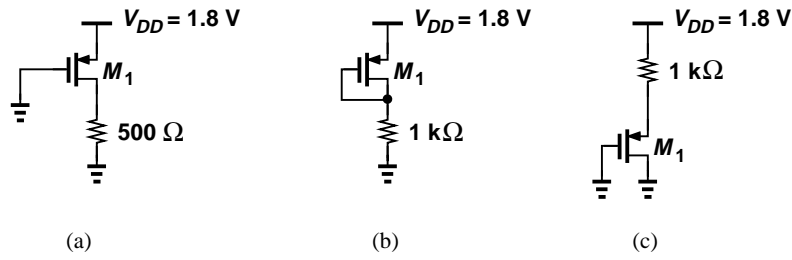 V_DD = 1.8 V
M_1
500 Ω
(a)
V_DD = 1.8 V
M_1
1 kΩ
(b)
V_DD = 1.8 V
1 kΩ
M_1
(c)